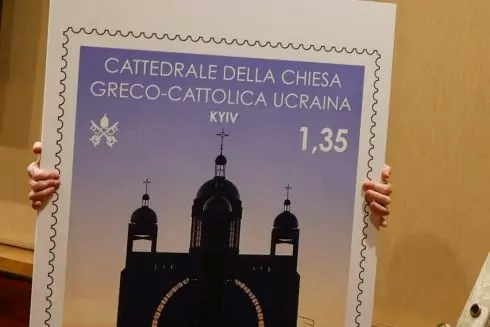 CATTEDRALE DELLA CHIESA
GRECO-CATTOLICA UCRAINA
KYIV
1,35